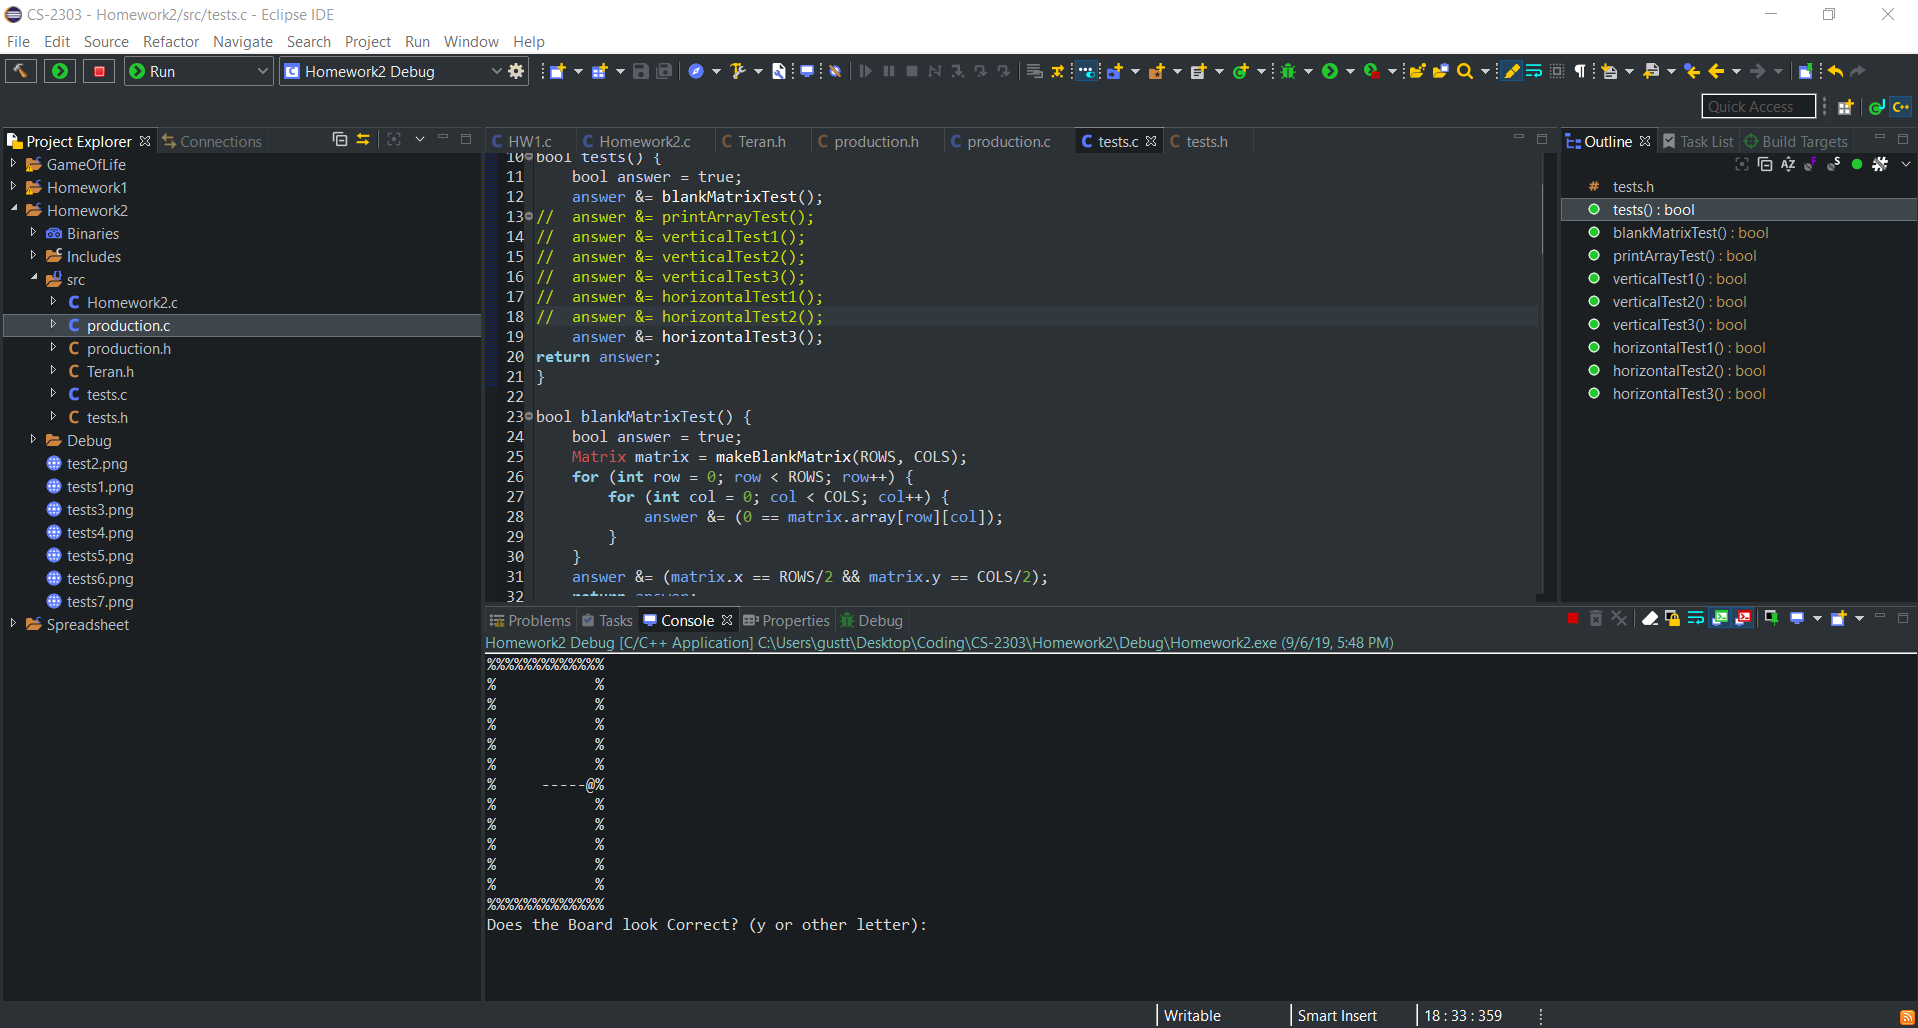 CS-2303 - Homework2/src/tests.c - Eclipse IDE
File Edit Source Refactor Navigate Search Project Run Window Help
Run Homework2 Debug
Quick Access
Project Explorer Connections
GameOfLife
Homework1
Homework2
Binaries
Includes
src
Homework2.c
production.c
production.h
Teran.h
tests.c
tests.h
Debug
test2.png
tests1.png
tests3.png
tests4.png
tests5.png
tests6.png
tests7.png
Spreadsheet
HW1.c Homework2.c Teran.h production.h production.c tests.c tests.h
10 bool tests() {
11     bool answer = true;
12     answer &= blankMatrixTest();
13 //  answer &= printArrayTest();
14 //  answer &= verticalTest1();
15 //  answer &= verticalTest2();
16 //  answer &= verticalTest3();
17 //  answer &= horizontalTest1();
18 //  answer &= horizontalTest2();
19     answer &= horizontalTest3();
20 return answer;
21 }
22
23 bool blankMatrixTest() {
24     bool answer = true;
25     Matrix matrix = makeBlankMatrix(ROWS, COLS);
26     for (int row = 0; row < ROWS; row++) {
27         for (int col = 0; col < COLS; col++) {
28             answer &= (0 == matrix.array[row][col]);
29         }
30     }
31     answer &= (matrix.x == ROWS/2 && matrix.y == COLS/2);
32     return answer;
Outline Task List Build Targets
tests.h
tests() : bool
blankMatrixTest() : bool
printArrayTest() : bool
verticalTest1() : bool
verticalTest2() : bool
verticalTest3() : bool
horizontalTest1() : bool
horizontalTest2() : bool
horizontalTest3() : bool
Problems Tasks Console Properties Debug
Homework2 Debug [C/C++ Application] C:\Users\gustt\Desktop\Coding\CS-2303\Homework2\Debug\Homework2.exe (9/6/19, 5:48 PM)
%%%%%%%%%%%%%
%           %
%           %
%           %
%           %
%           %
%     -----@%
%           %
%           %
%           %
%           %
%           %
%%%%%%%%%%%%%
Does the Board look Correct? (y or other letter):
Writable Smart Insert 18 : 33 : 359